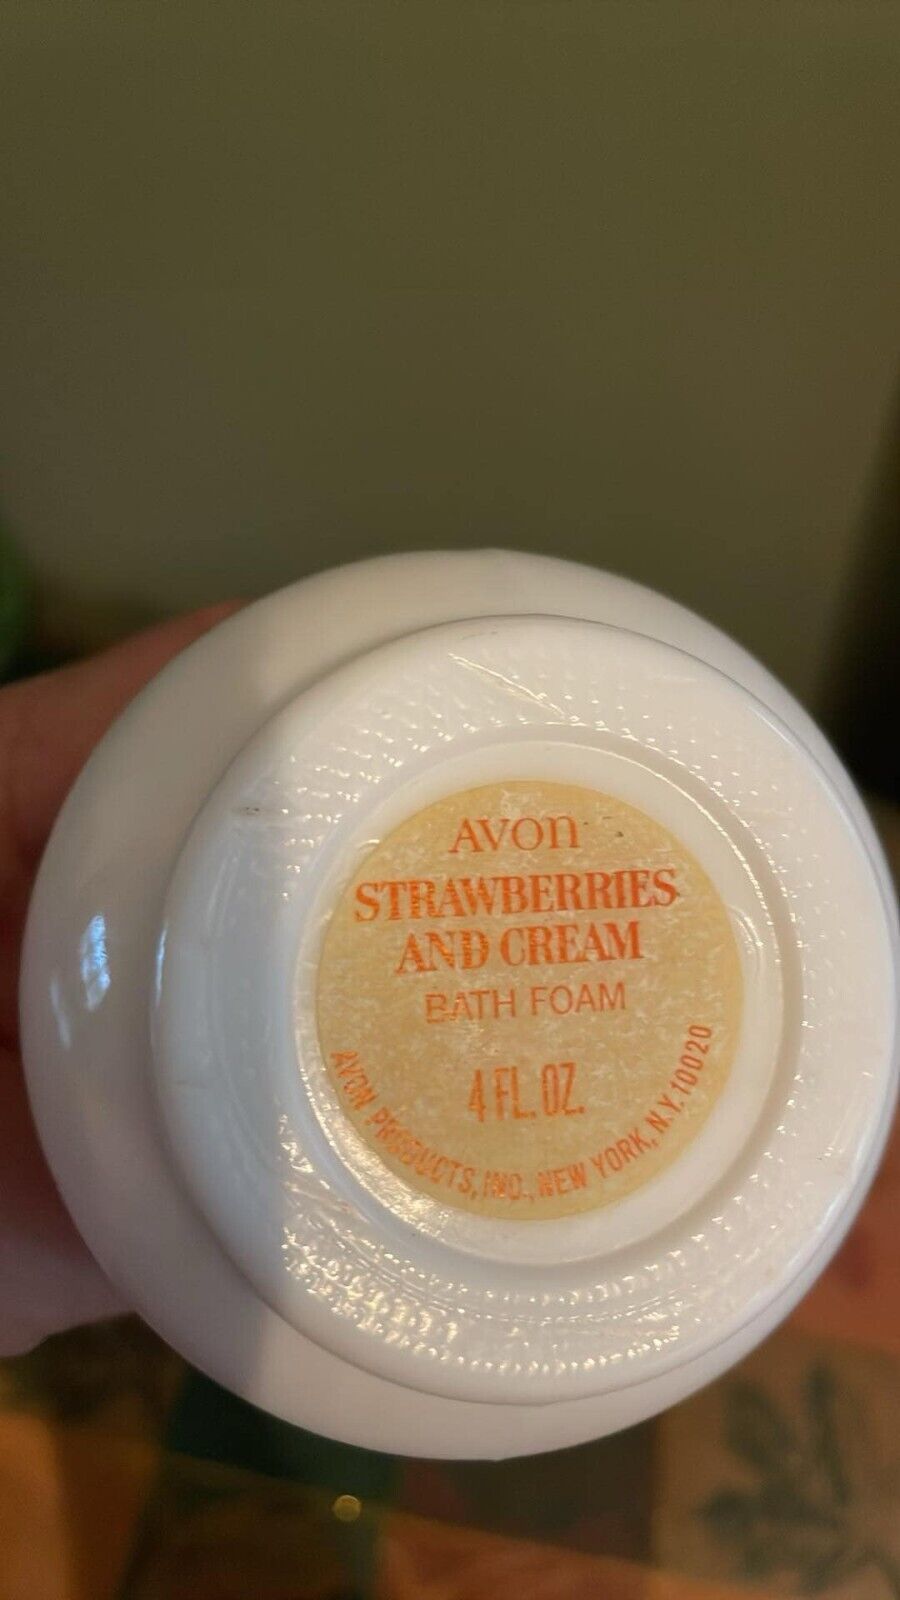 AVON
STRAWBERRIES
AND CREAM
BATH FOAM
4 FL. OZ.
AVON PRODUCTS, INC., NEW YORK, N.Y. 10020